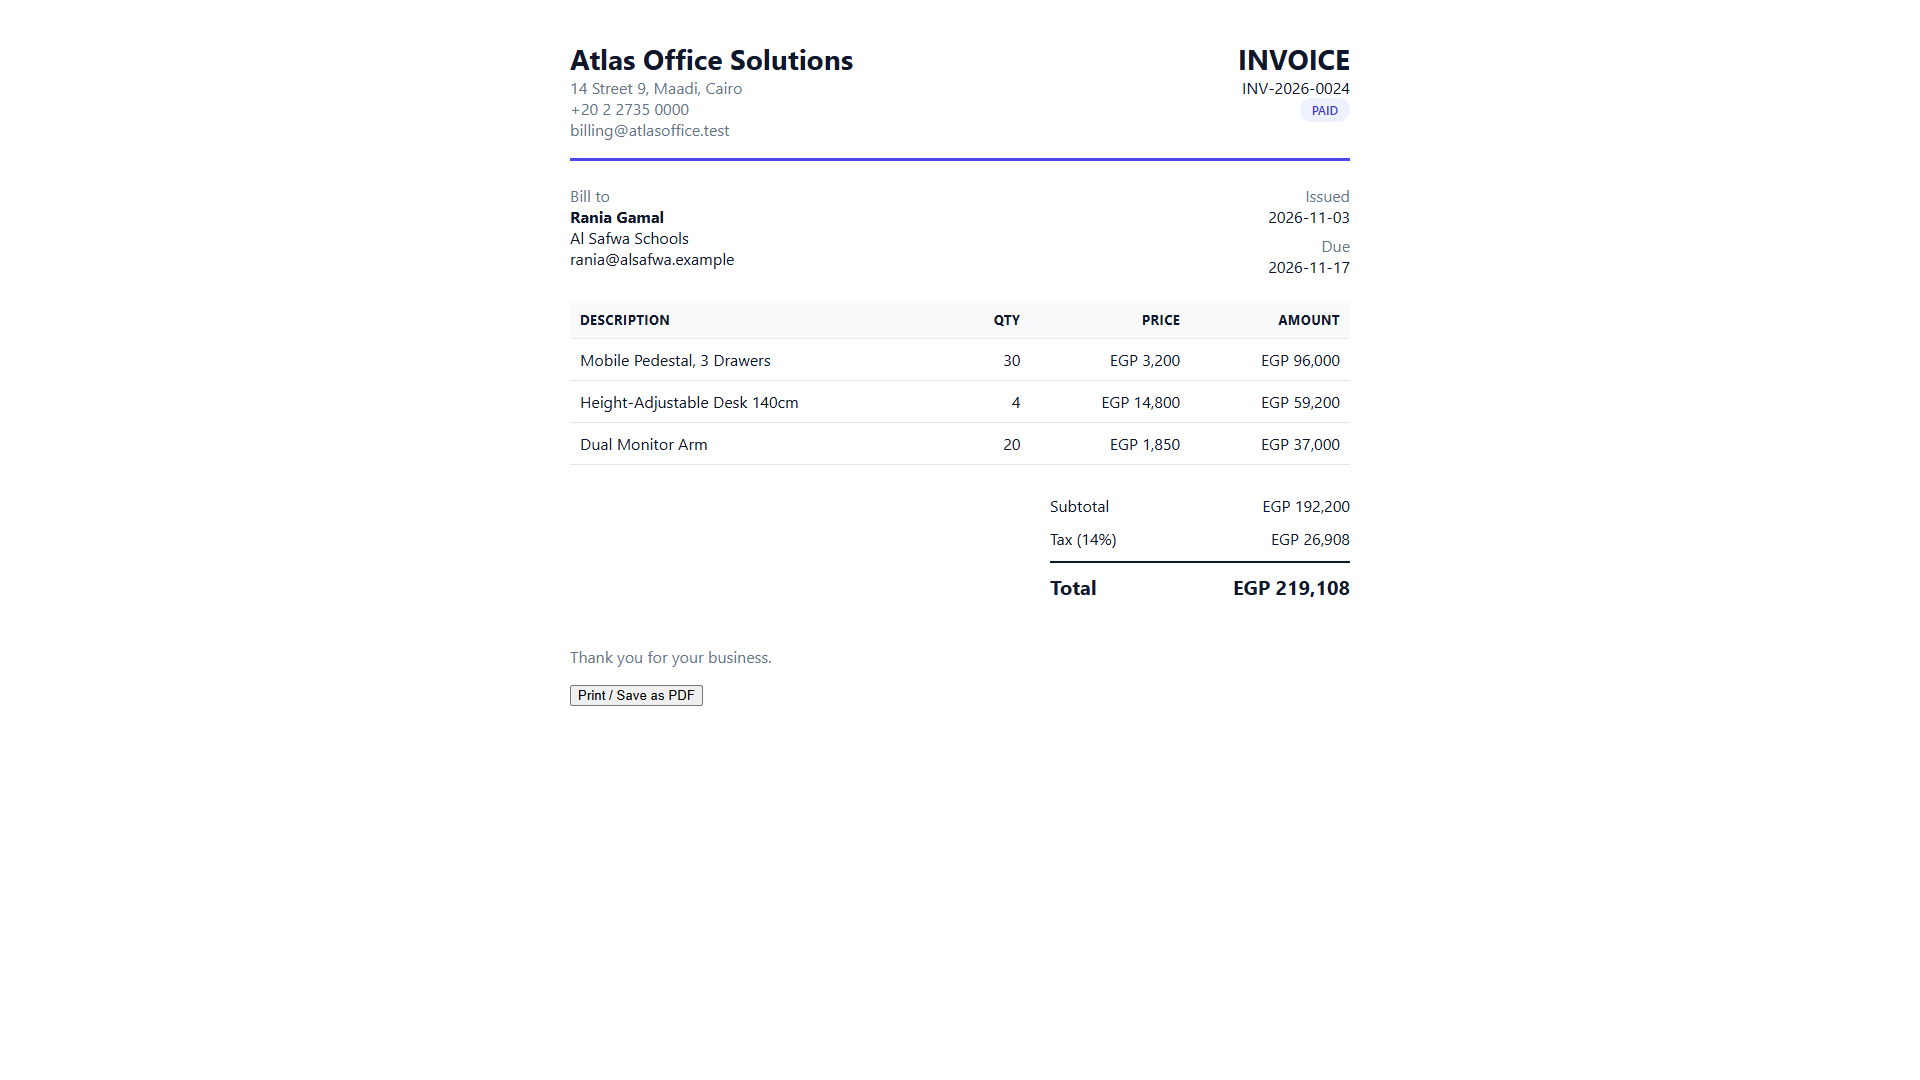 Atlas Office Solutions
14 Street 9, Maadi, Cairo
+20 2 2735 0000
billing@atlasoffice.test
INVOICE
INV-2026-0024
PAID
Bill to
Rania Gamal
Al Safwa Schools
rania@alsafwa.example
Issued
2026-11-03
Due
2026-11-17
DESCRIPTION QTY PRICE AMOUNT
Mobile Pedestal, 3 Drawers 30 EGP 3,200 EGP 96,000
Height-Adjustable Desk 140cm 4 EGP 14,800 EGP 59,200
Dual Monitor Arm 20 EGP 1,850 EGP 37,000
Subtotal EGP 192,200
Tax (14%) EGP 26,908
Total EGP 219,108
Thank you for your business.
Print / Save as PDF